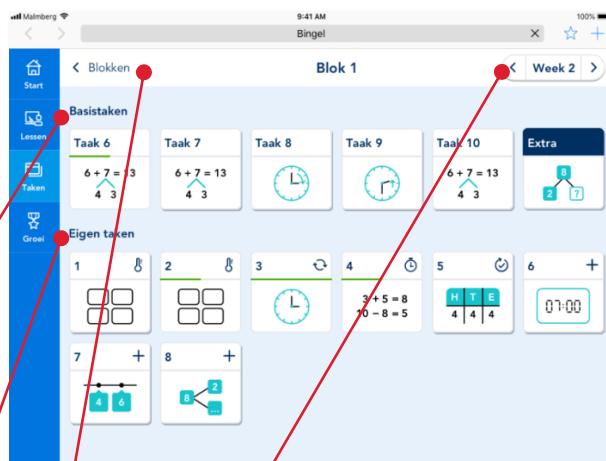 Malmberg 9:41 AM 100%
Bingel
Start
Lessen
Taken
Groei
Blokken Blok 1 Week 2
Basistaken
Taak 6 Taak 7 Taak 8 Taak 9 Taak 10 Extra
6 + 7 = 13 6 + 7 = 13 6 + 7 = 13 8
4 3 4 3 4 3 2 ?
Eigen taken
1 2 3 4 5 6 +
3 + 5 = 8 H T E 07:00
10 - 8 = 5 4 4 4
7 + 8 +
4 6 8 2
...